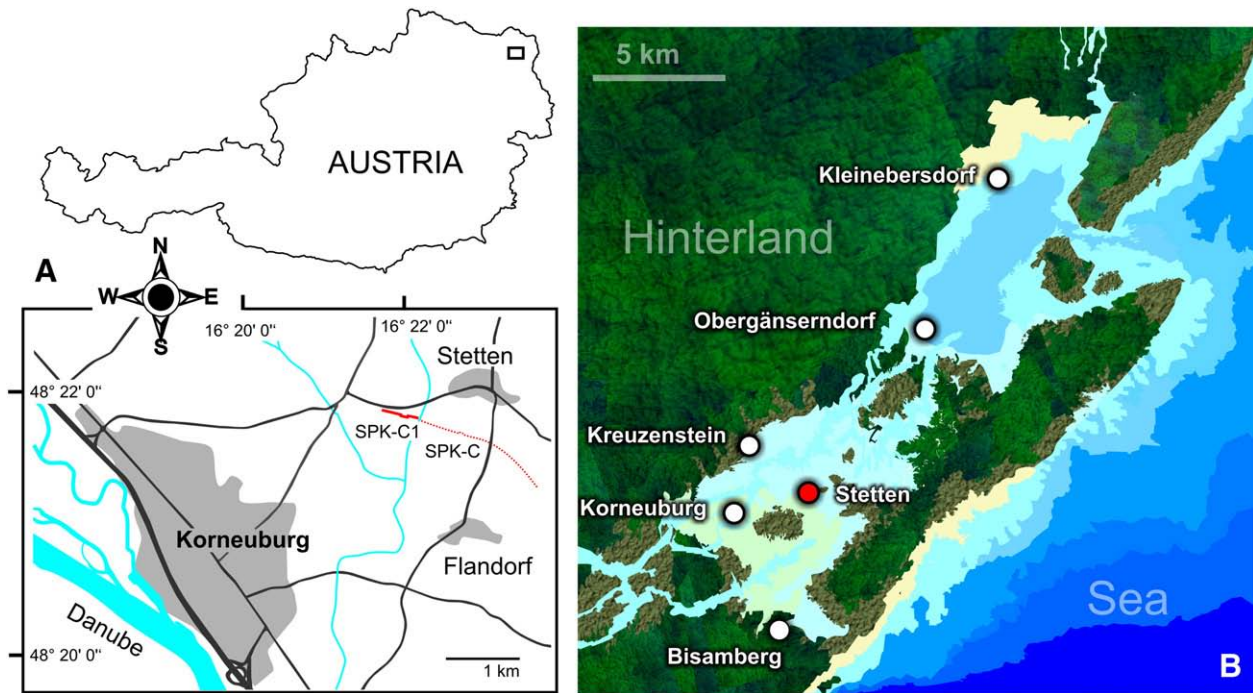 AUSTRIA
A
N
W
E
S
16° 20' 0"
16° 22' 0"
Stetten
48° 22' 0"
SPK-C1
SPK-C
Korneuburg
Flandorf
Danube
48° 20' 0"
1 km
5 km
Kleinebersdorf
Hinterland
Obergänserndorf
Kreuzenstein
Stetten
Korneuburg
Sea
Bisamberg
B